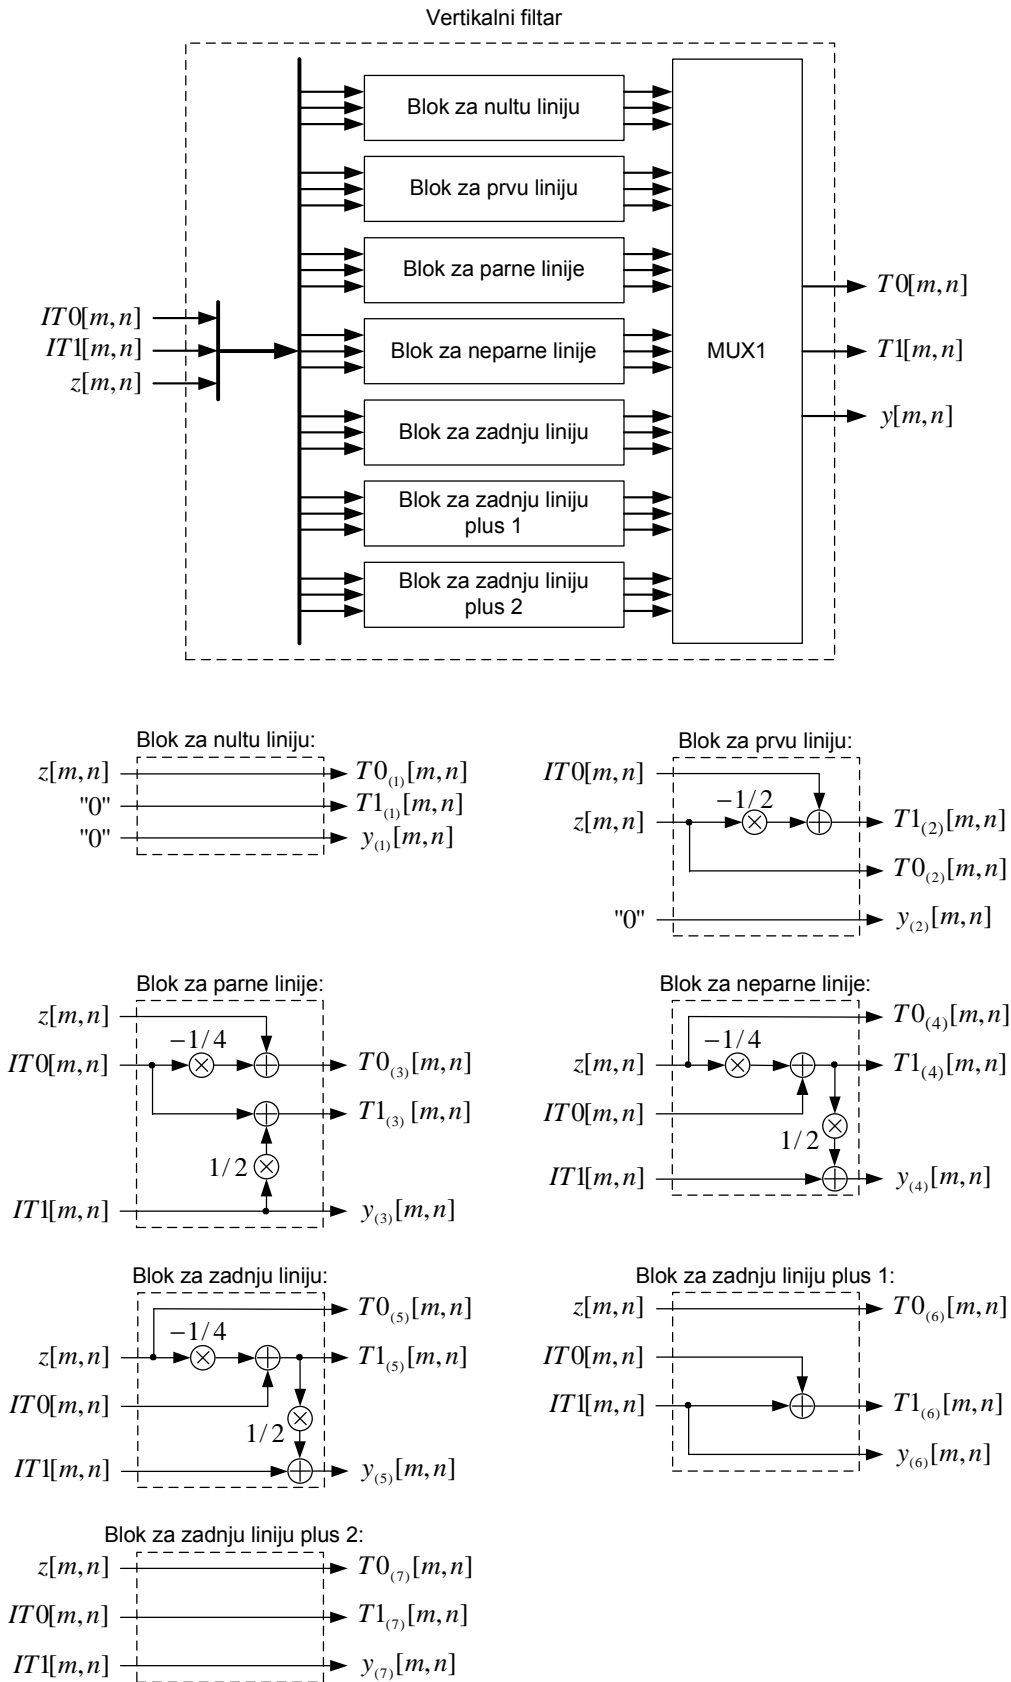 Vertikalni filtar
Blok za nultu liniju
Blok za prvu liniju
Blok za parne linije
Blok za neparne linije
Blok za zadnju liniju
Blok za zadnju liniju
plus 1
Blok za zadnju liniju
plus 2
IT0[m,n]
IT1[m,n]
z[m,n]
MUX1
T0[m,n]
T1[m,n]
y[m,n]
Blok za nultu liniju:
z[m,n]
"0"
"0"
T0(1)[m,n]
T1(1)[m,n]
y(1)[m,n]
Blok za prvu liniju:
IT0[m,n]
−1/2
z[m,n]
T1(2)[m,n]
T0(2)[m,n]
"0"
y(2)[m,n]
Blok za parne linije:
z[m,n]
−1/4
IT0[m,n]
T0(3)[m,n]
T1(3)[m,n]
1/2
IT1[m,n]
y(3)[m,n]
Blok za neparne linije:
T0(4)[m,n]
−1/4
z[m,n]
T1(4)[m,n]
IT0[m,n]
1/2
IT1[m,n]
y(4)[m,n]
Blok za zadnju liniju:
T0(5)[m,n]
−1/4
z[m,n]
T1(5)[m,n]
IT0[m,n]
1/2
IT1[m,n]
y(5)[m,n]
Blok za zadnju liniju plus 1:
z[m,n]
T0(6)[m,n]
IT0[m,n]
IT1[m,n]
T1(6)[m,n]
y(6)[m,n]
Blok za zadnju liniju plus 2:
z[m,n]
T0(7)[m,n]
IT0[m,n]
T1(7)[m,n]
IT1[m,n]
y(7)[m,n]